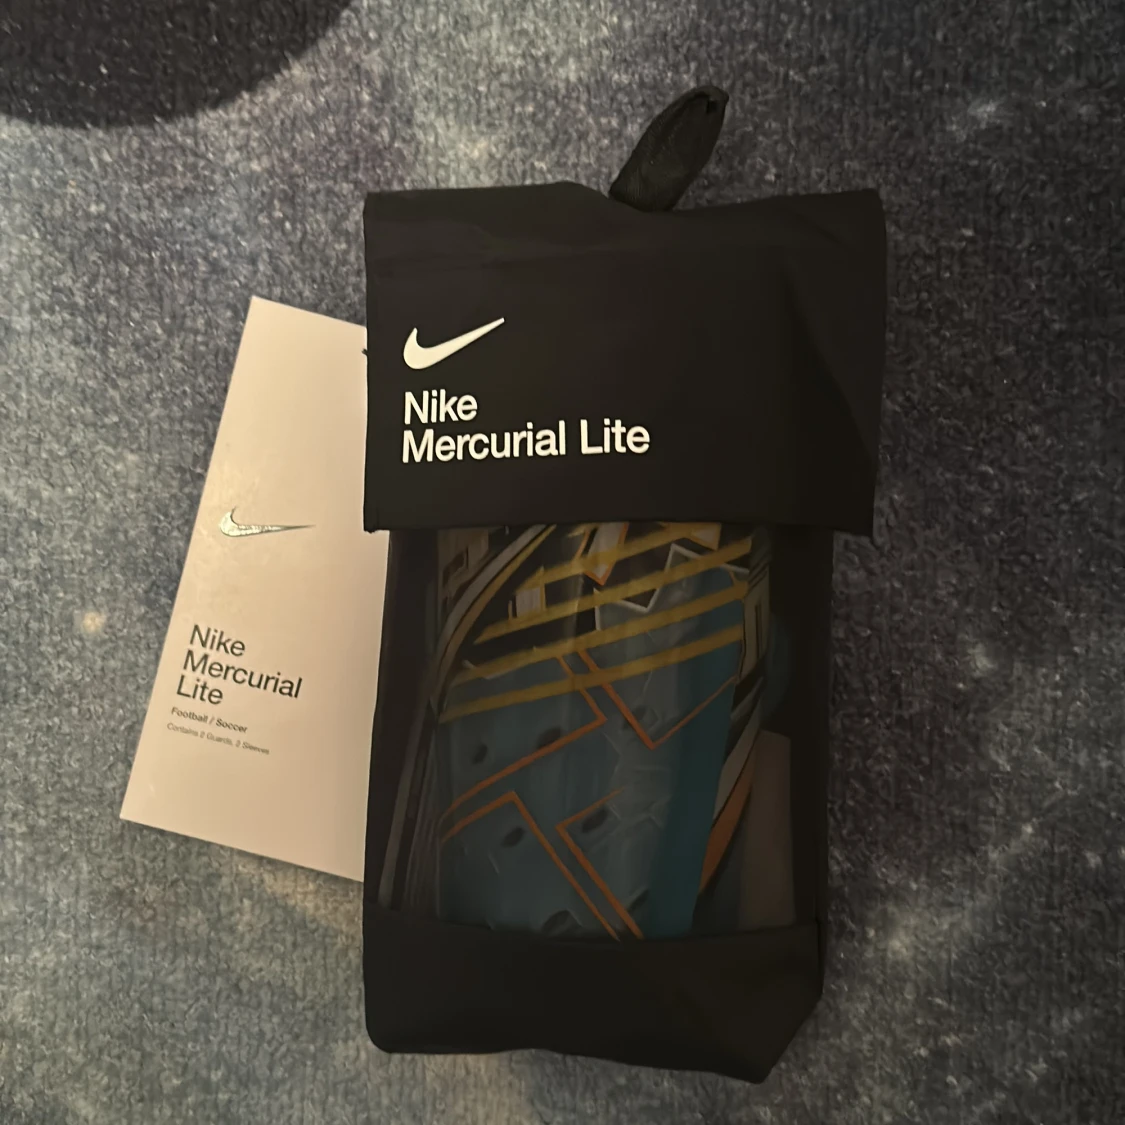 Nike
Mercurial Lite
Nike
Mercurial
Lite
Football / Soccer
Contains 2 Guards, 2 Sleeves